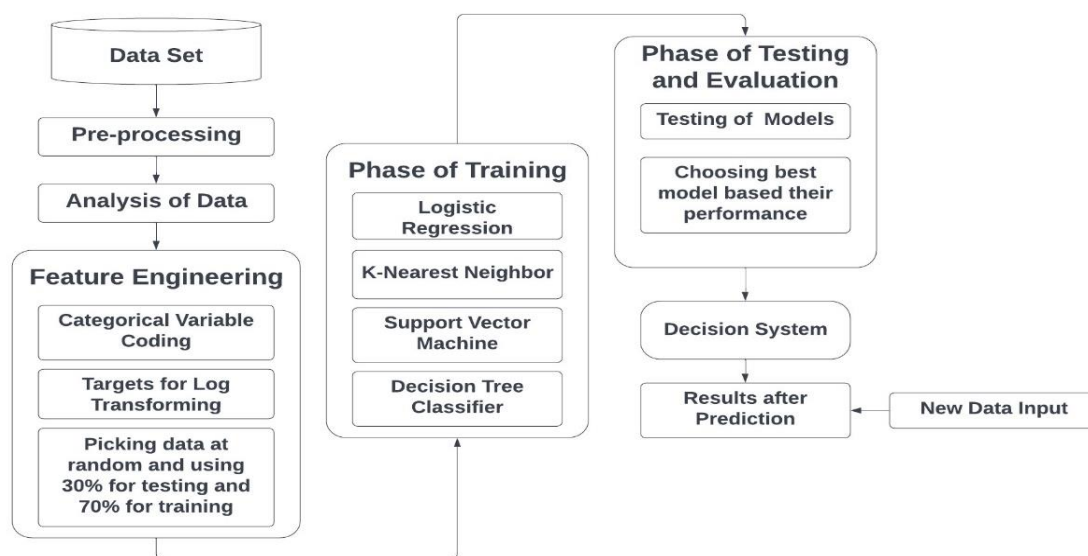 Data Set
Pre-processing
Analysis of Data
Feature Engineering
Categorical Variable
Coding
Targets for Log
Transforming
Picking data at
random and using
30% for testing and
70% for training
Phase of Training
Logistic
Regression
K-Nearest Neighbor
Support Vector
Machine
Decision Tree
Classifier
Phase of Testing
and Evaluation
Testing of Models
Choosing best
model based their
performance
Decision System
Results after
Prediction
New Data Input